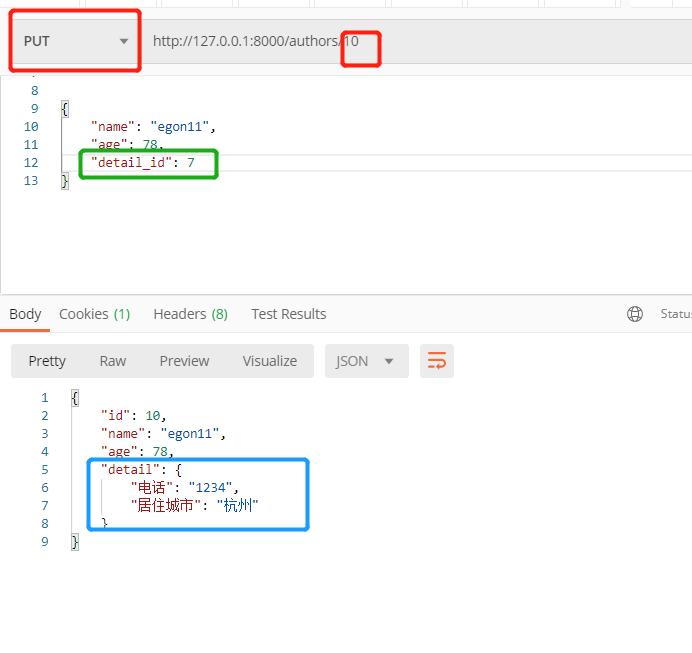 PUT http://127.0.0.1:8000/authors/10
8
9 {
10 "name": "egon11",
11 "age": 78,
12 "detail_id": 7
13 }
Body Cookies (1) Headers (8) Test Results
Pretty Raw Preview Visualize JSON
1 {
2 "id": 10,
3 "name": "egon11",
4 "age": 78,
5 "detail": {
6 "电话": "1234",
7 "居住城市": "杭州"
8 }
9 }